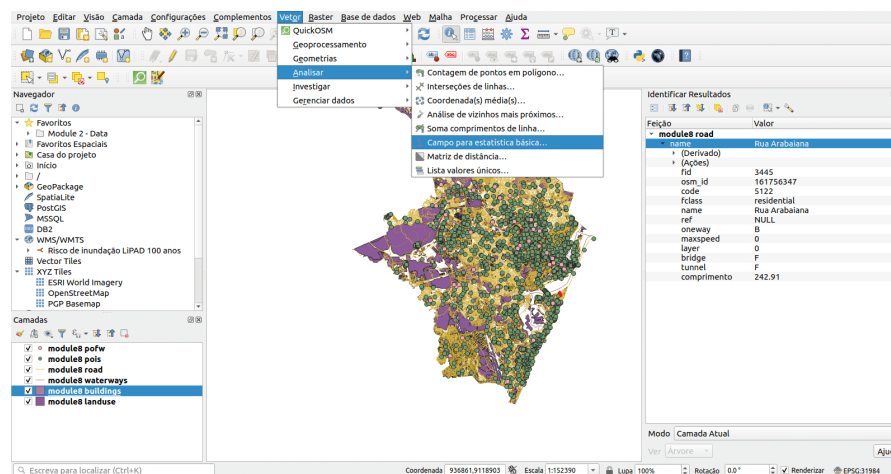 Projeto Editar Visão Camada Configurações Complementos Vetor Raster Base de dados Web Malha Processar Ajuda
QuickOSM
Geoprocessamento
Geometrias
Analisar
Investigar
Gerenciar dados
Contagem de pontos em polígono...
Interseções de linhas...
Coordenada(s) média(s)...
Análise de vizinhos mais próximos...
Soma comprimentos de linha...
Campo para estatística básica...
Matriz de distância...
Lista valores únicos...
Navegador
Favoritos
Module 2 - Data
Favoritos Espaciais
Casa do projeto
Início
/
GeoPackage
SpatiaLite
PostGIS
MSSQL
DB2
WMS/WMTS
Risco de inundação LiPAD 100 anos
Vector Tiles
XYZ Tiles
ESRI World Imagery
OpenStreetMap
PGP Basemap
Camadas
module8 pofw
module8 pois
module8 road
module8 waterways
module8 buildings
module8 landuse
Identificar Resultados
Feição Valor
module8 road
name Rua Arabaiana
(Derivado)
(Ações)
fid 3445
osm_id 161756347
code 5122
fclass residential
name Rua Arabaiana
ref NULL
oneway B
maxspeed 0
layer 0
bridge F
tunnel F
comprimento 242.91
Modo Camada Atual
Ver Árvore Aju
Escreva para localizar (Ctrl+K) Coordenada 936861,9118903 Escala 1:152390 Lupa 100% Rotação 0.0° Renderizar EPSG:31984